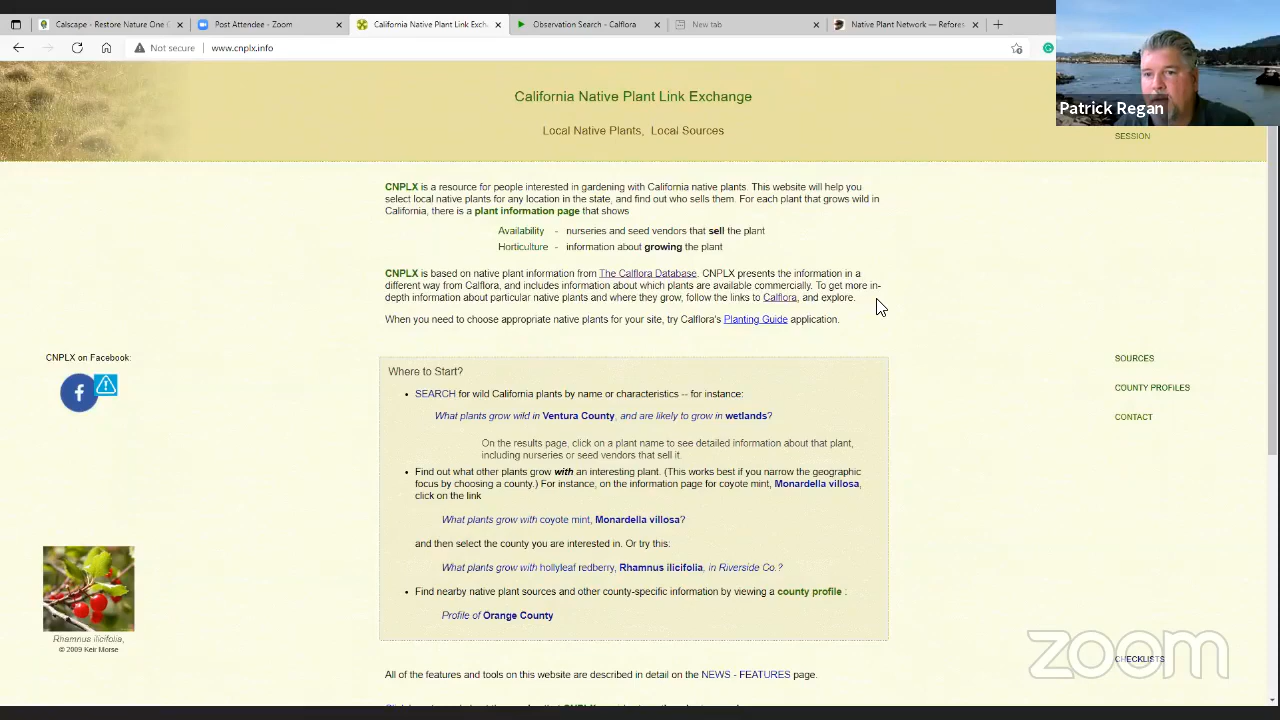 Calscape - Restore Nature One G
Post Attendee - Zoom
California Native Plant Link Exch
Observation Search - Calflora
New tab
Native Plant Network — Refores
Not secure
www.cnplx.info
Patrick Regan
California Native Plant Link Exchange
Local Native Plants, Local Sources
SESSION
CNPLX is a resource for people interested in gardening with California native plants. This website will help you
select local native plants for any location in the state, and find out who sells them. For each plant that grows wild in
California, there is a plant information page that shows
Availability - nurseries and seed vendors that sell the plant
Horticulture - information about growing the plant
CNPLX is based on native plant information from The Calflora Database. CNPLX presents the information in a
different way from Calflora, and includes information about which plants are available commercially. To get more in-
depth information about particular native plants and where they grow, follow the links to Calflora, and explore.
When you need to choose appropriate native plants for your site, try Calflora's Planting Guide application.
CNPLX on Facebook:
SOURCES
COUNTY PROFILES
CONTACT
Where to Start?
• SEARCH for wild California plants by name or characteristics -- for instance:
What plants grow wild in Ventura County, and are likely to grow in wetlands?
On the results page, click on a plant name to see detailed information about that plant,
including nurseries or seed vendors that sell it.
• Find out what other plants grow with an interesting plant. (This works best if you narrow the geographic
focus by choosing a county.) For instance, on the information page for coyote mint, Monardella villosa,
click on the link
What plants grow with coyote mint, Monardella villosa?
and then select the county you are interested in. Or try this:
What plants grow with hollyleaf redberry, Rhamnus ilicifolia, in Riverside Co.?
• Find nearby native plant sources and other county-specific information by viewing a county profile :
Profile of Orange County
Rhamnus ilicifolia,
© 2009 Keir Morse
zoom
CHECKLISTS
All of the features and tools on this website are described in detail on the NEWS - FEATURES page.